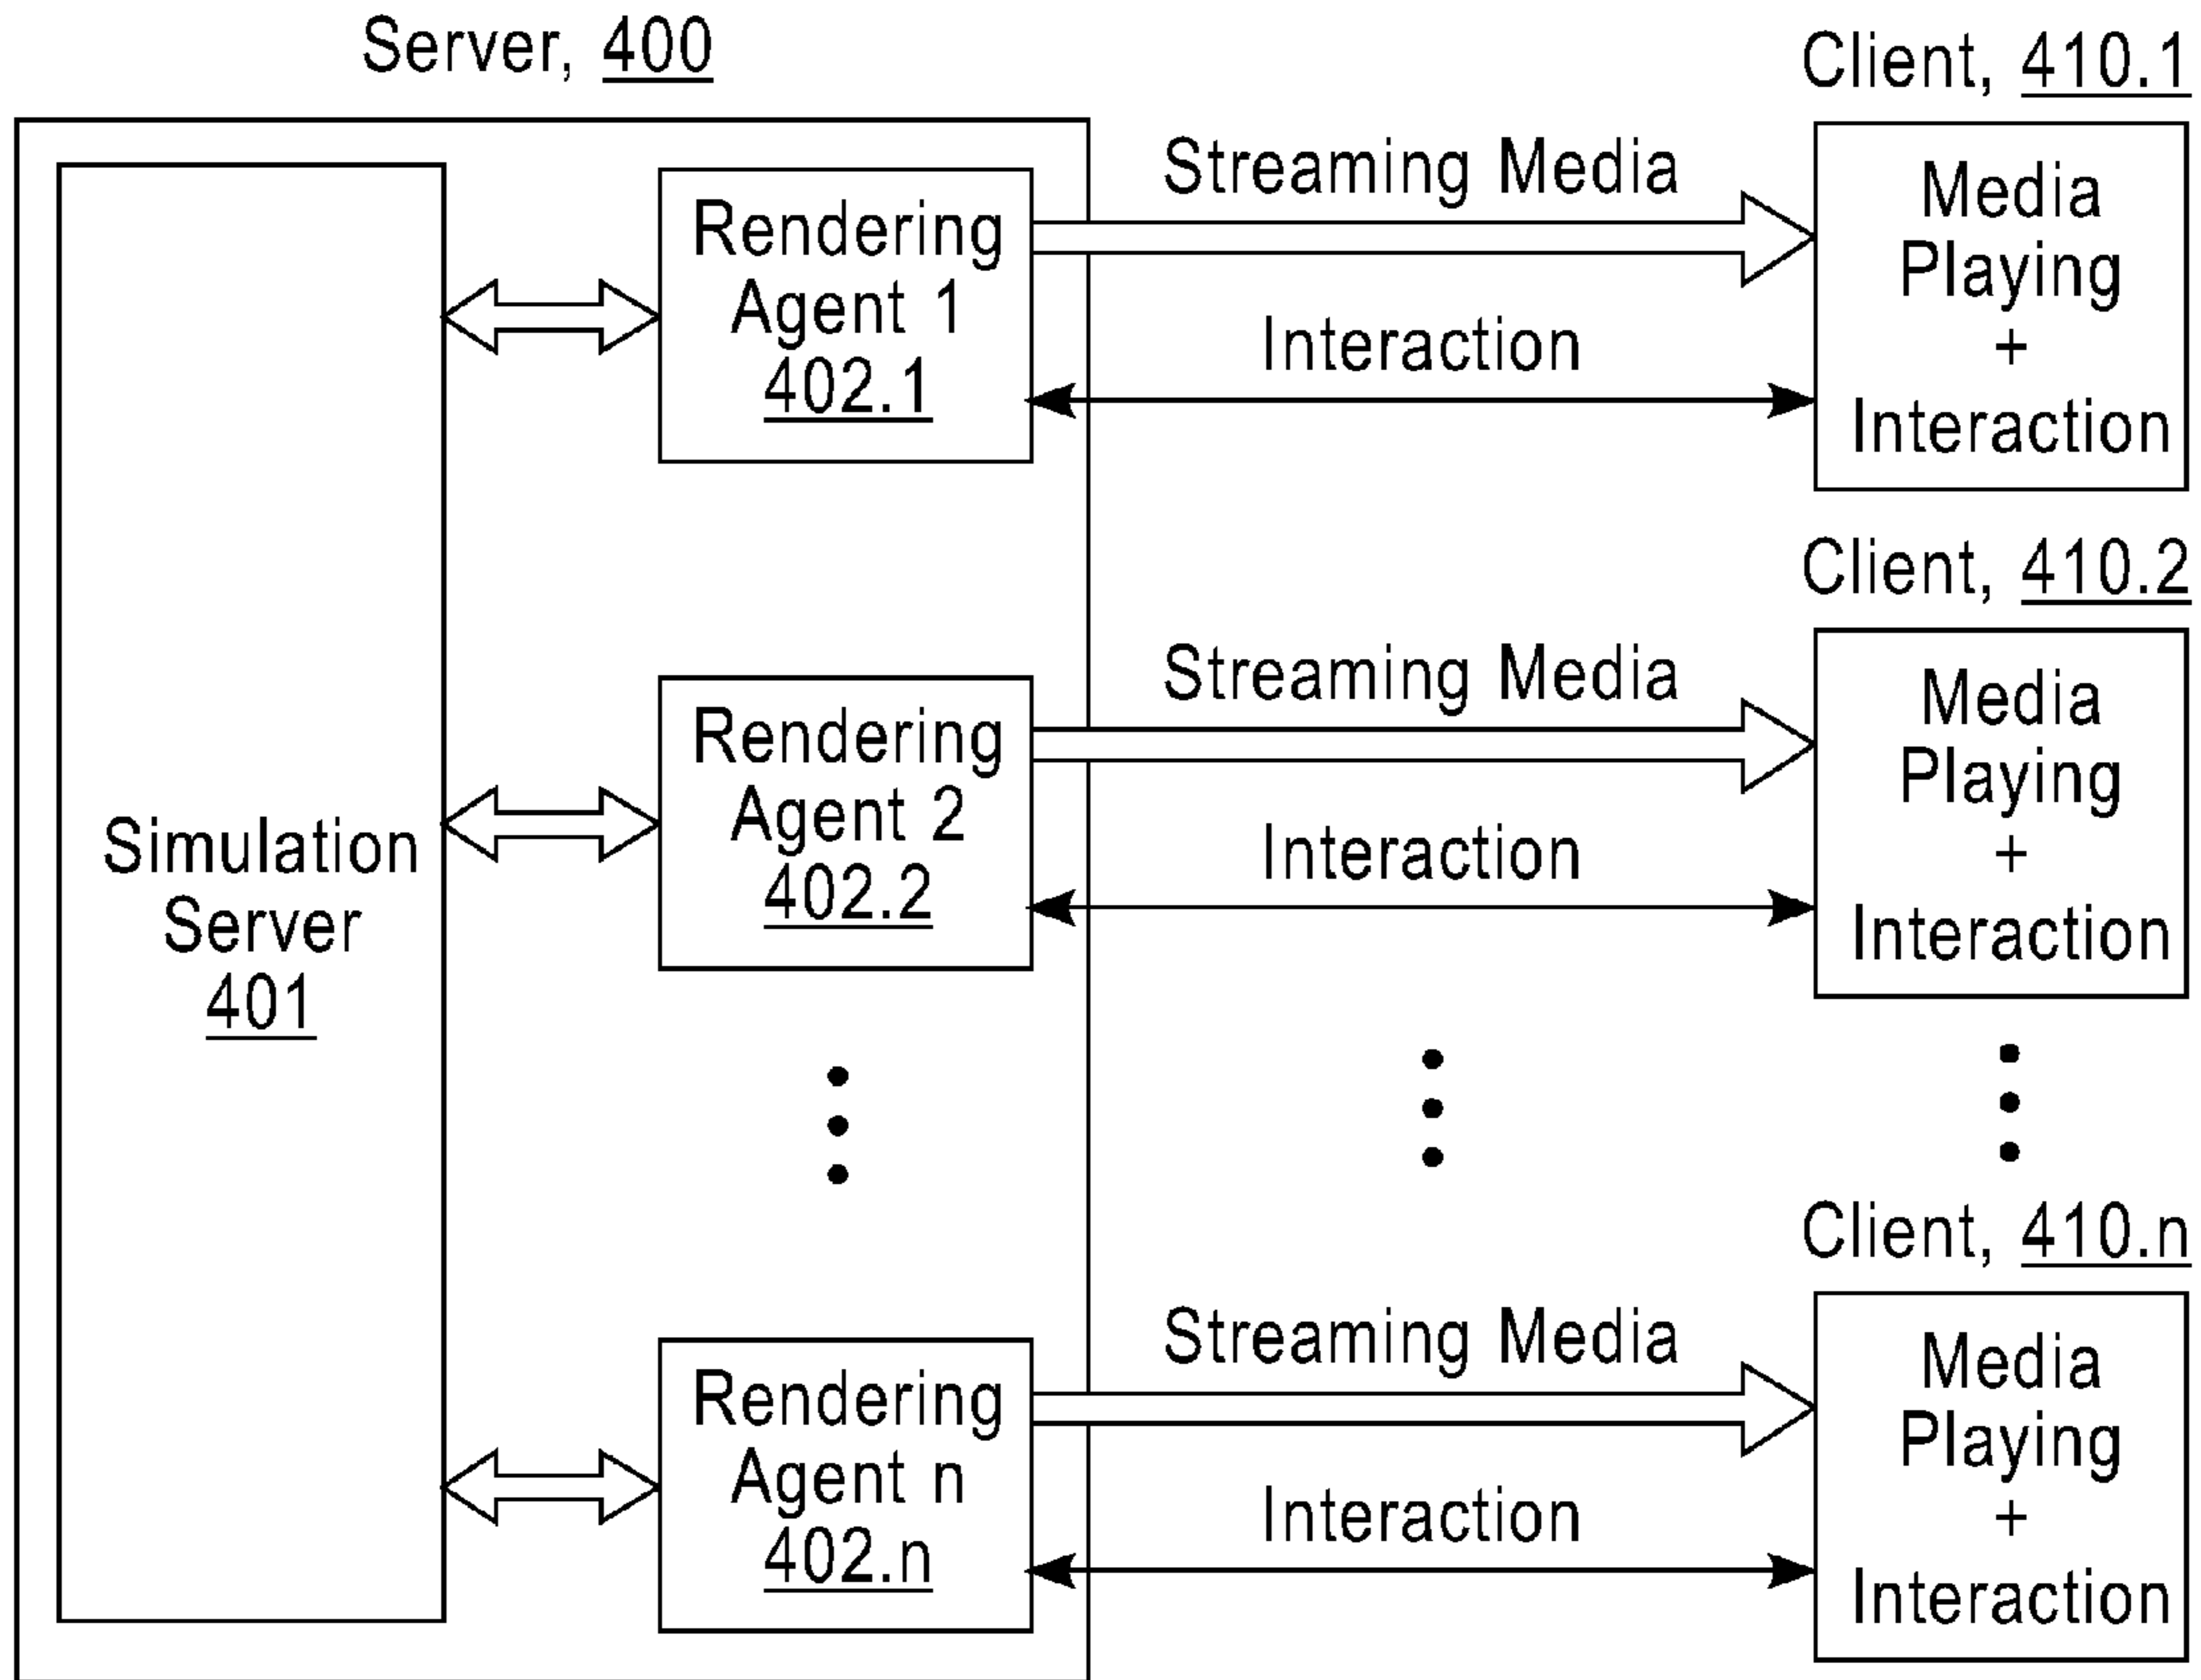 Server, 400
Client, 410.1
Simulation
Server
401
Rendering
Agent 1
402.1
Streaming Media
Interaction
Media
Playing
+
Interaction
Client, 410.2
Rendering
Agent 2
402.2
Streaming Media
Interaction
Media
Playing
+
Interaction
Client, 410.n
Rendering
Agent n
402.n
Streaming Media
Interaction
Media
Playing
+
Interaction